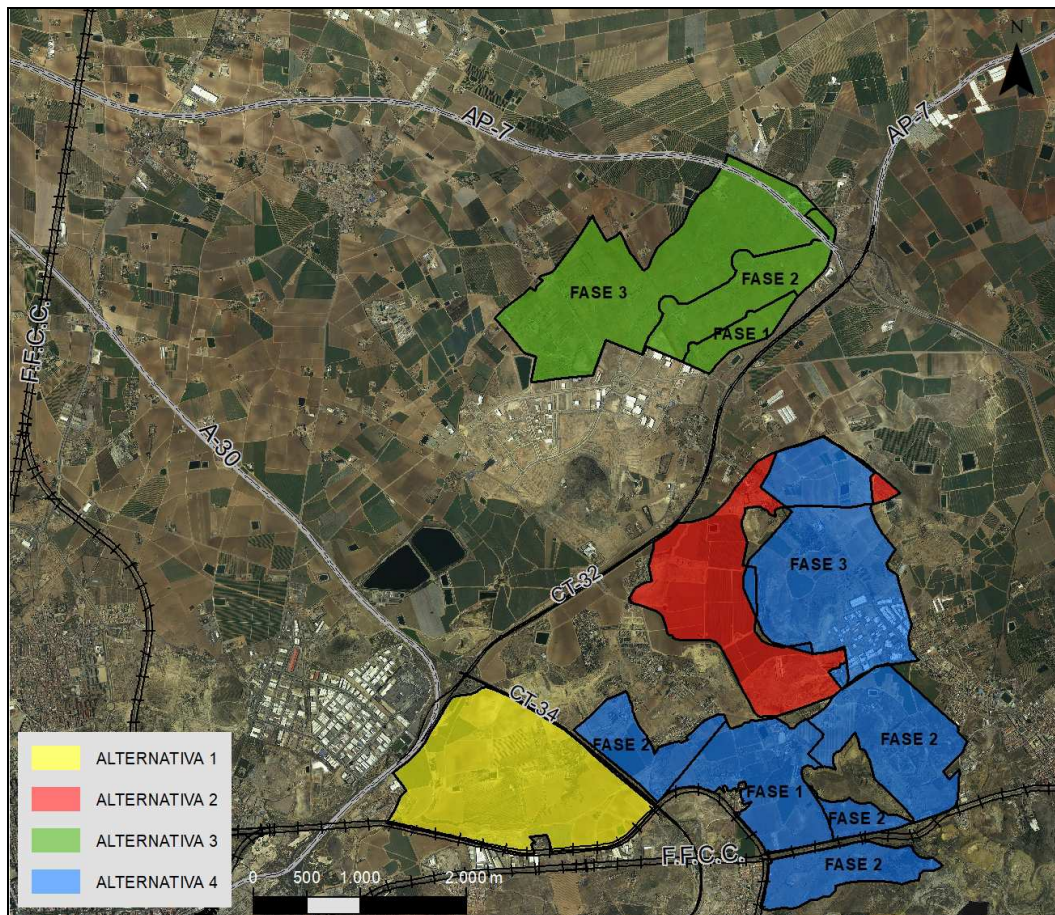 N
AP-7
AP-7
FASE 3
FASE 2
FASE 1
F.F.C.C.
A-30
FASE 3
CT-32
CT-34
FASE 2
FASE 2
FASE 1
FASE 2
F.F.C.C.
FASE 2
ALTERNATIVA 1
ALTERNATIVA 2
ALTERNATIVA 3
ALTERNATIVA 4
0 500 1.000 2.000 m